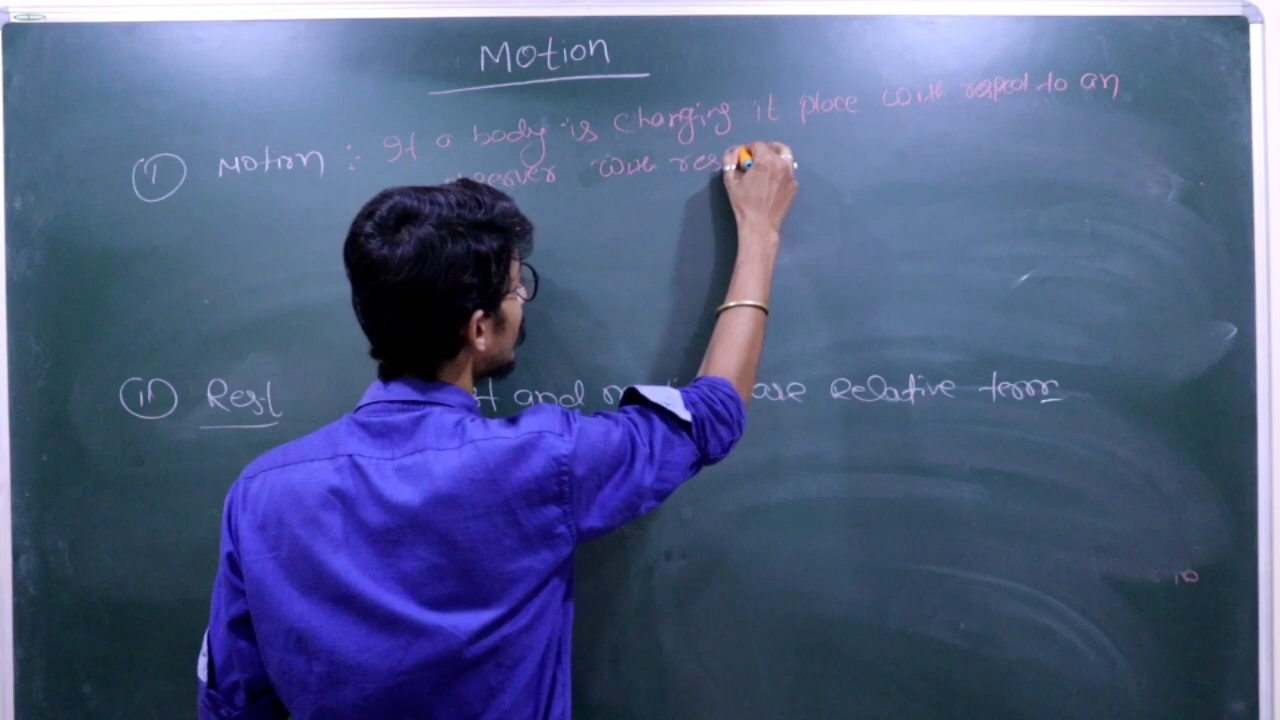 Motion
(i) Motion : If a body is changing it place with respect to an
observer with res
(ii) Rest and are Relative term